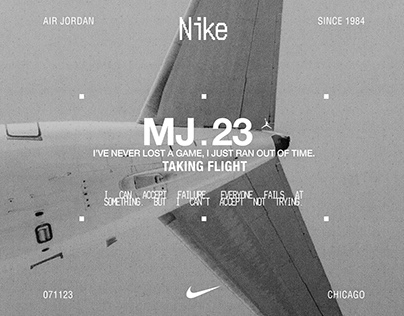 AIR JORDAN
Nike
SINCE 1984
MJ.23
I'VE NEVER LOST A GAME, I JUST RAN OUT OF TIME.
TAKING FLIGHT
I CAN ACCEPT FAILURE, EVERYONE FAILS AT
SOMETHING. BUT I CAN'T ACCEPT NOT TRYING.
071123
CHICAGO